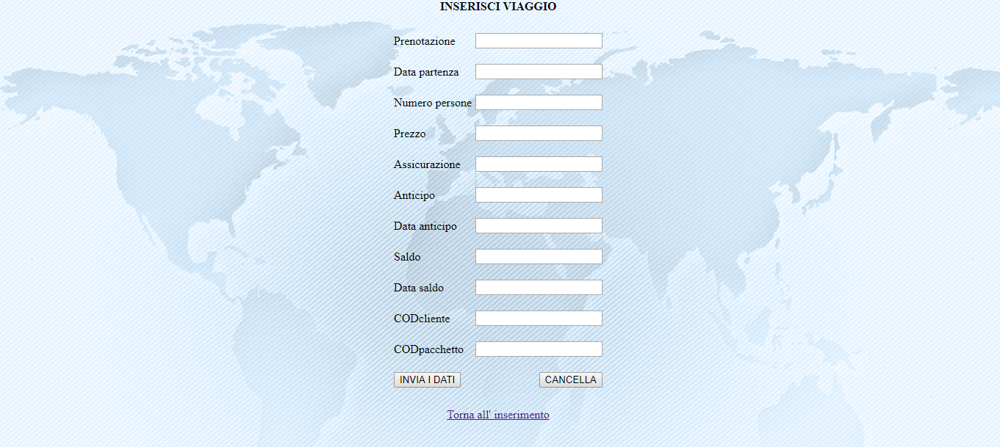 INSERISCI VIAGGIO
Prenotazione
Data partenza
Numero persone
Prezzo
Assicurazione
Anticipo
Data anticipo
Saldo
Data saldo
CODcliente
CODpacchetto
INVIA I DATI CANCELLA
Torna all' inserimento